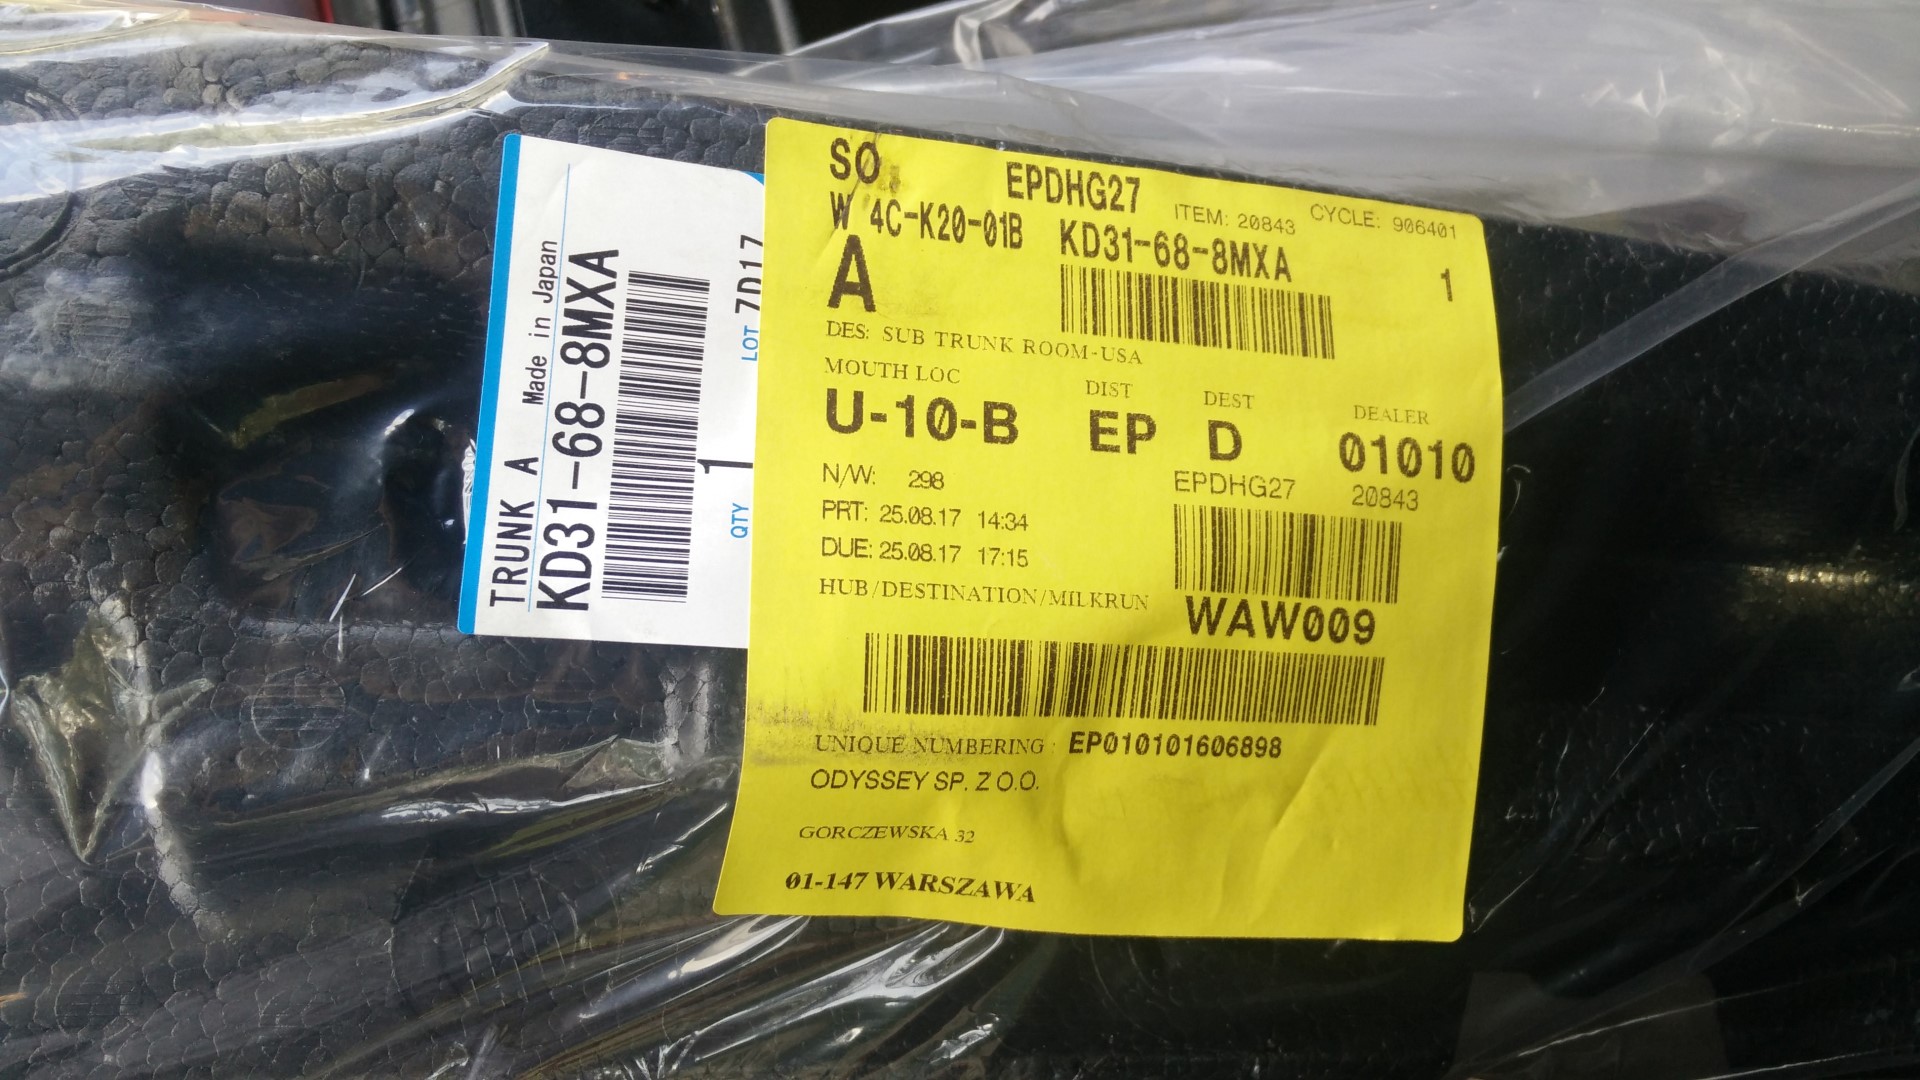 TRUNK A Made in Japan
KD31-68-8MXA
QTY 1 LOT 7D17
SO EPDHG27 ITEM: 20843 CYCLE: 906401
W 4C-K20-01B KD31-68-8MXA 1
A
DES: SUB TRUNK ROOM-USA
MOUTH LOC DIST DEST DEALER
U-10-B EP D 01010
N/W: 298 EPDHG27 20843
PRT: 25.08.17 14:34
DUE: 25.08.17 17:15
HUB/DESTINATION/MILKRUN WAW009
UNIQUE NUMBERING : EP010101606898
ODYSSEY SP. Z O.O.
GORCZEWSKA 32
01-147 WARSZAWA